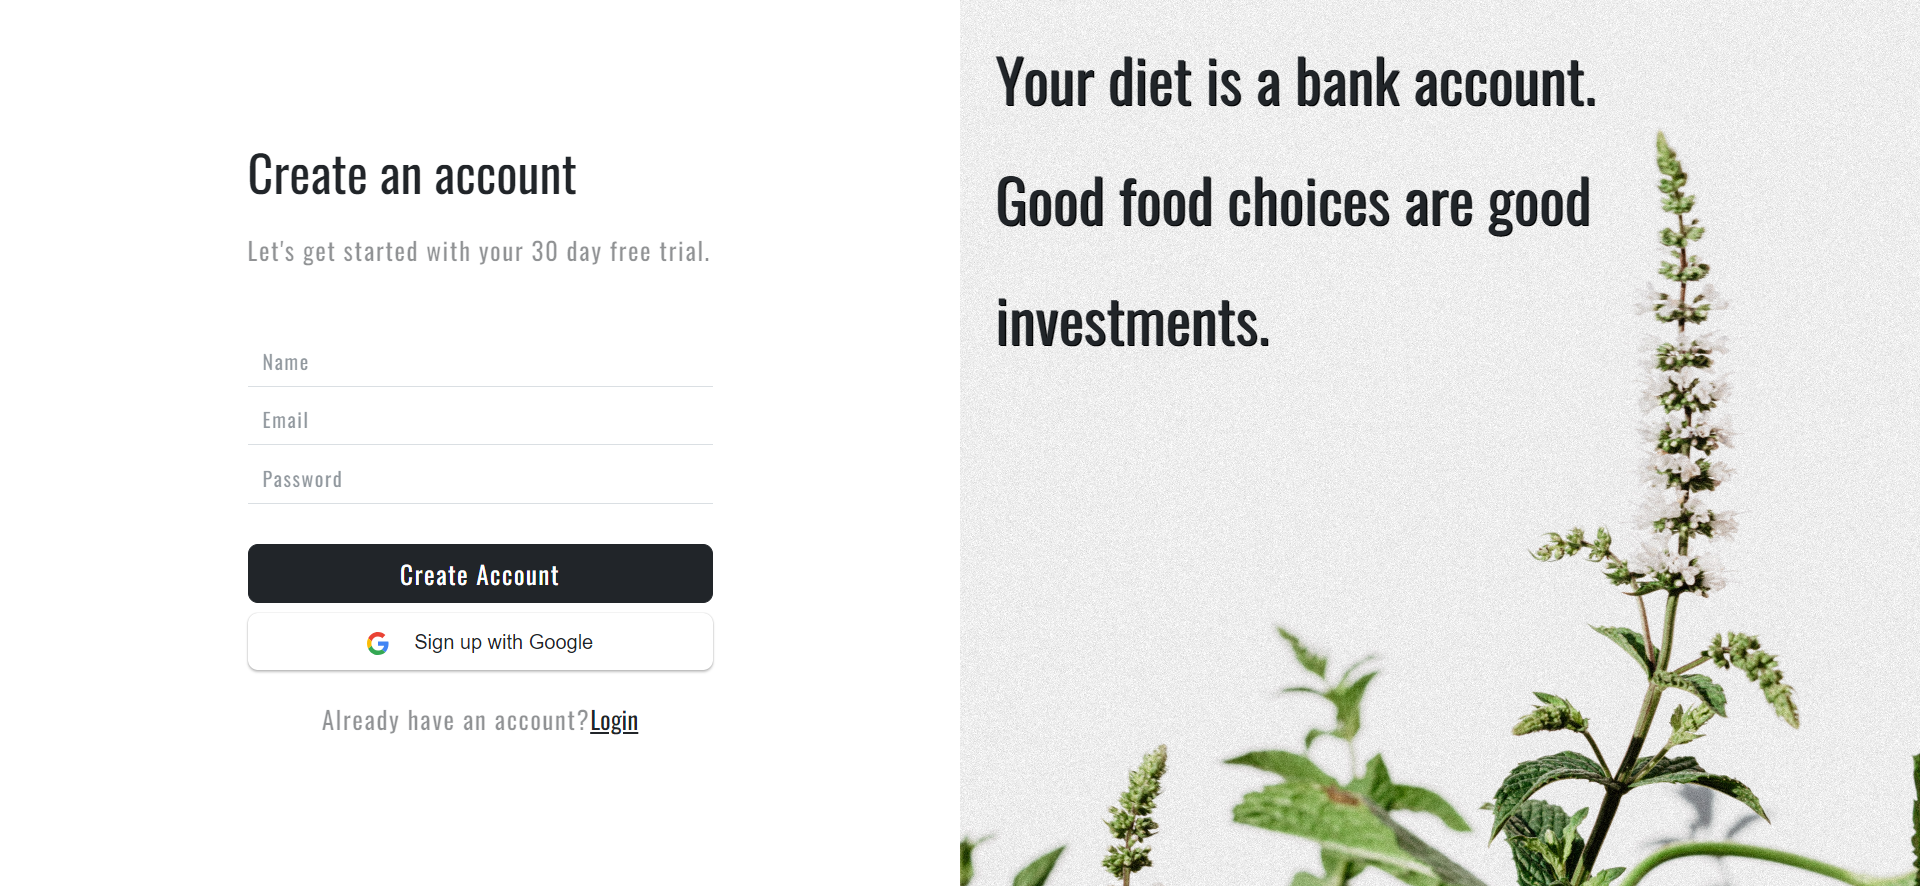 Create an account
Let's get started with your 30 day free trial.
Name
Email
Password
Create Account
Sign up with Google
Already have an account?Login
Your diet is a bank account.
Good food choices are good
investments.